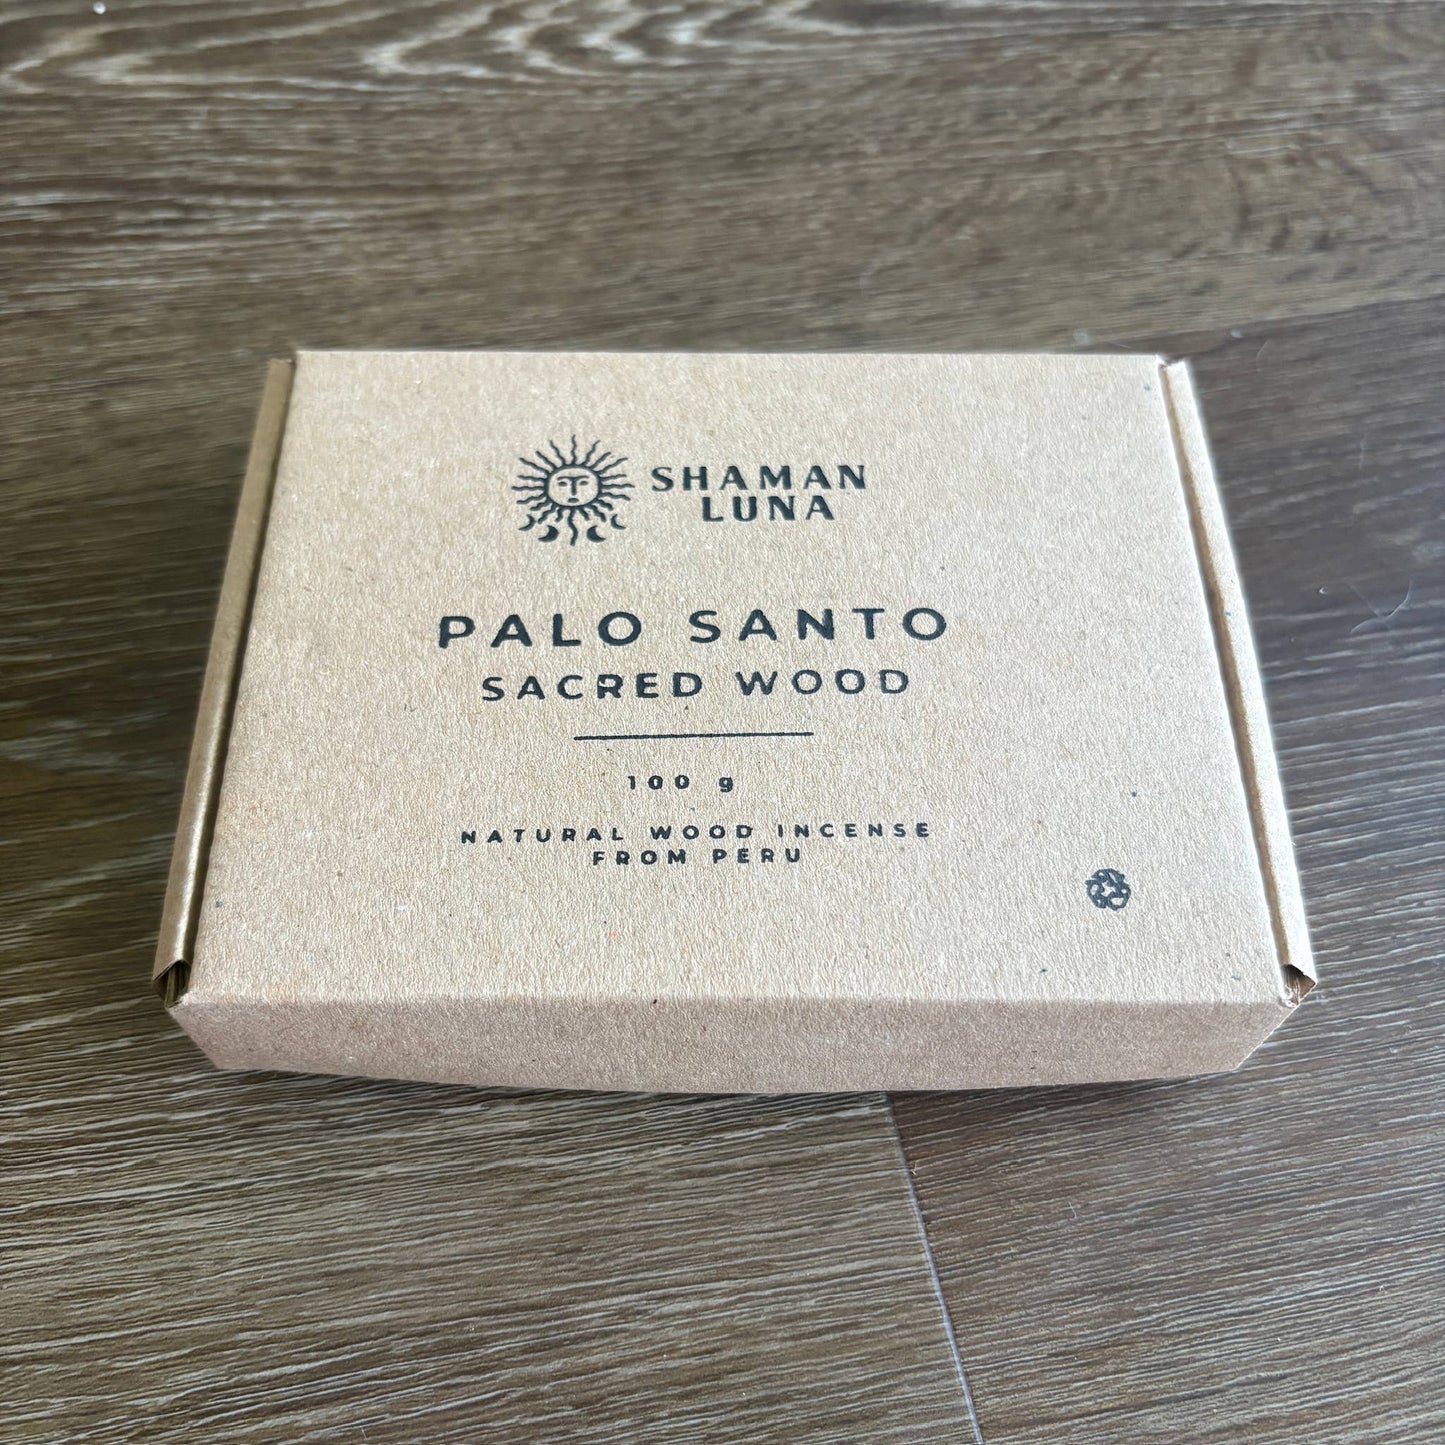 SHAMAN
LUNA
PALO SANTO
SACRED WOOD
100 g
NATURAL WOOD INCENSE
FROM PERU